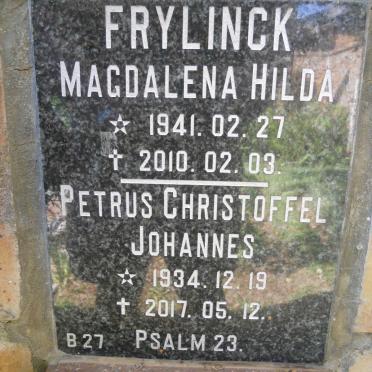 FRYLINCK
MAGDALENA HILDA
☆ 1941. 02. 27
✝ 2010. 02. 03.
PETRUS CHRISTOFFEL
JOHANNES
☆ 1934. 12. 19
✝ 2017. 05. 12.
B 27 PSALM 23.